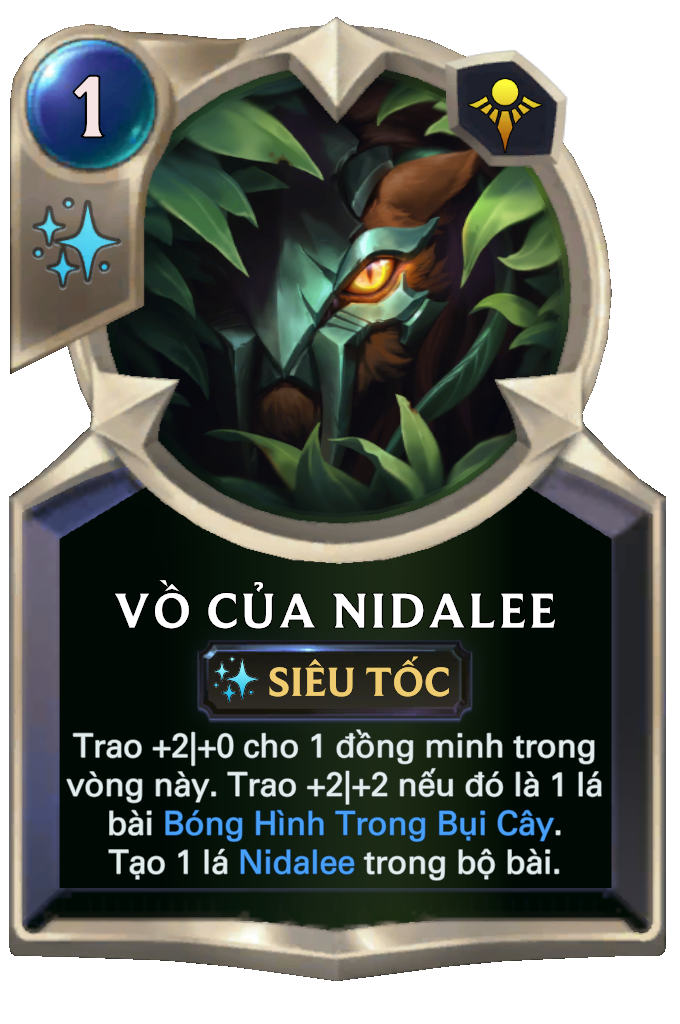 1
VỒ CỦA NIDALEE
SIÊU TỐC
Trao +2|+0 cho 1 đồng minh trong
vòng này. Trao +2|+2 nếu đó là 1 lá
bài Bóng Hình Trong Bụi Cây.
Tạo 1 lá Nidalee trong bộ bài.